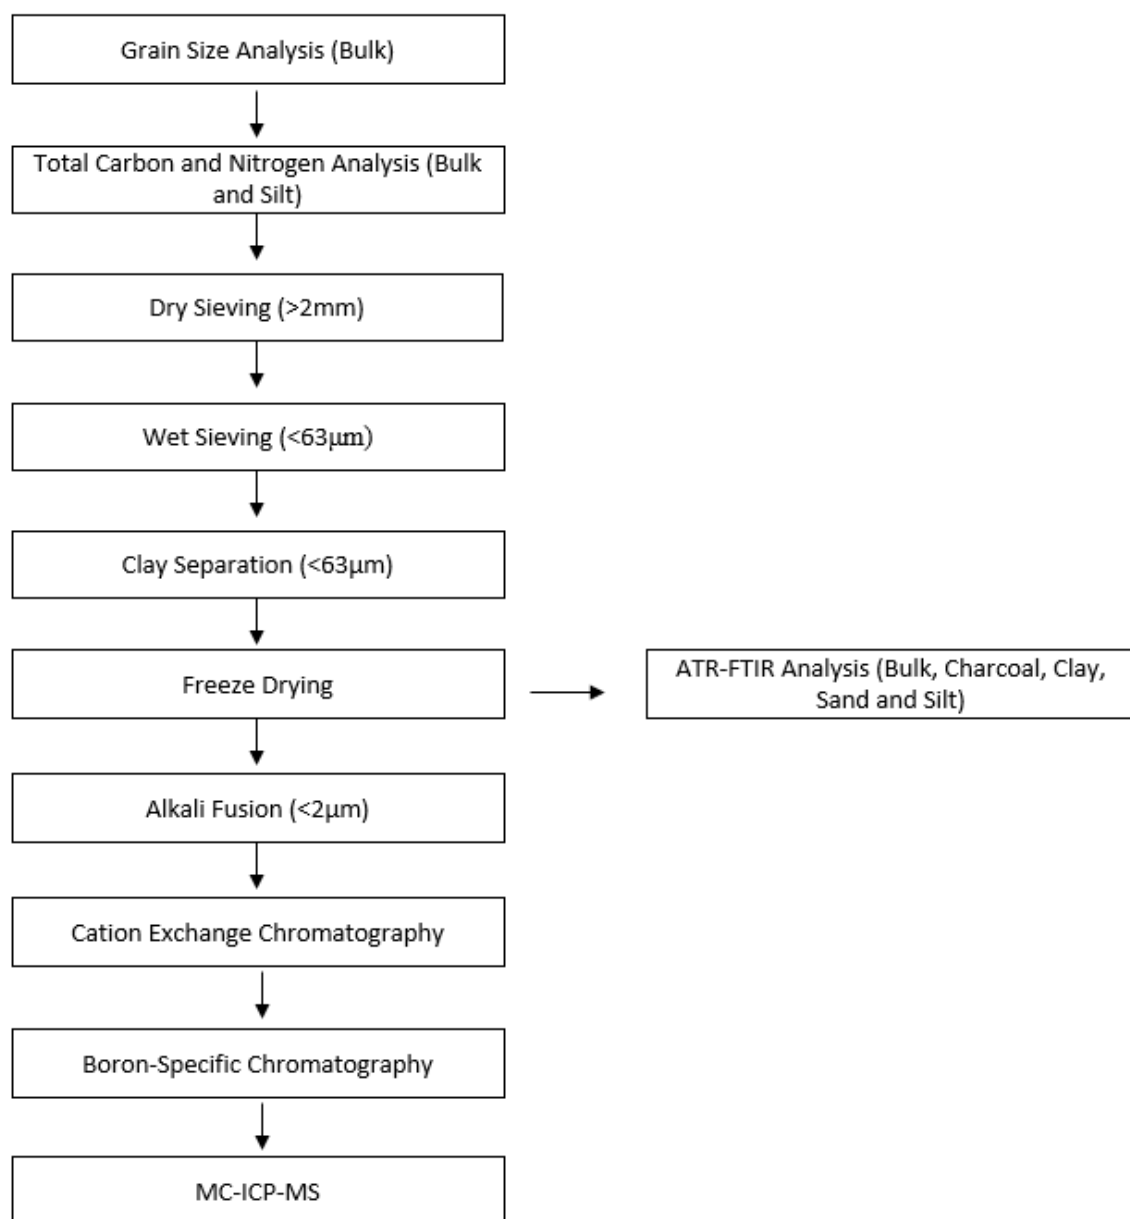 Grain Size Analysis (Bulk)
Total Carbon and Nitrogen Analysis (Bulk
and Silt)
Dry Sieving (>2mm)
Wet Sieving (<63µm)
Clay Separation (<63µm)
Freeze Drying
ATR-FTIR Analysis (Bulk, Charcoal, Clay,
Sand and Silt)
Alkali Fusion (<2µm)
Cation Exchange Chromatography
Boron-Specific Chromatography
MC-ICP-MS